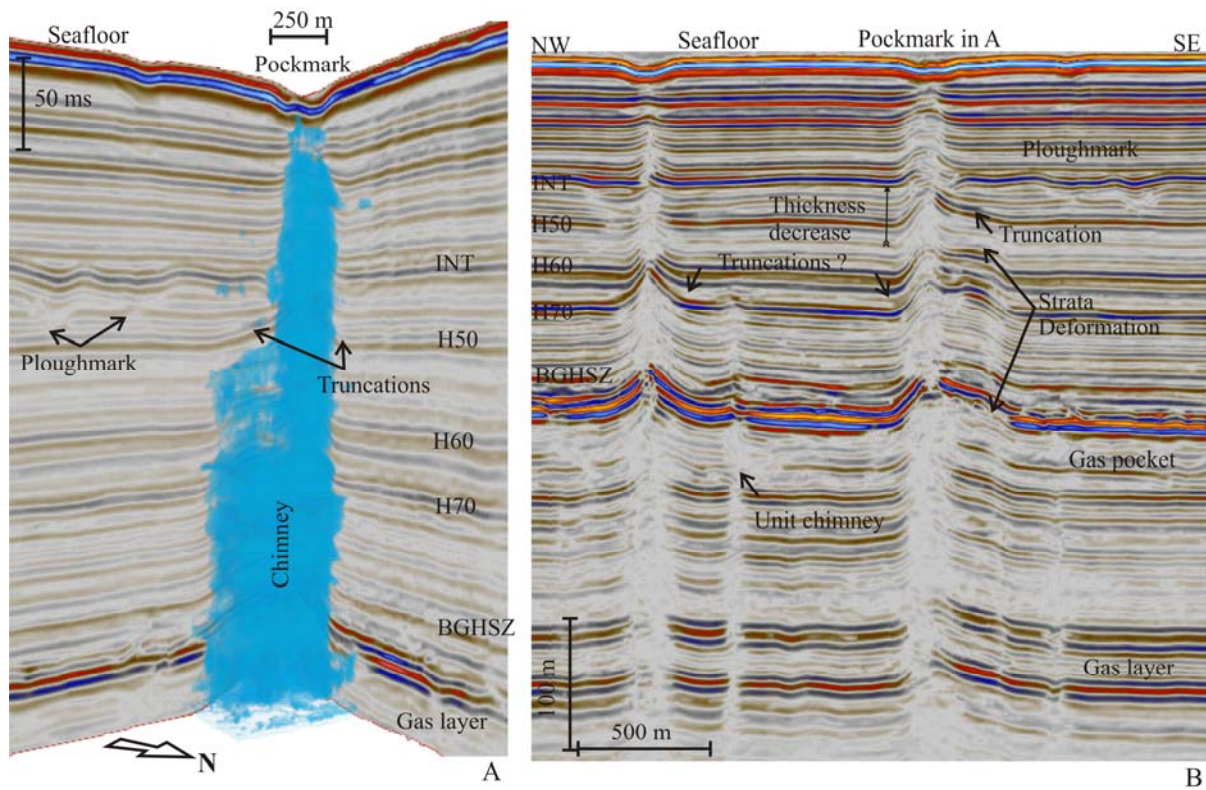 250 m
Seafloor
Pockmark
50 ms
INT
Ploughmark
H50
Truncations
H60
H70
Chimney
BGHSZ
Gas layer
N
A
NW
Seafloor
Pockmark in A
SE
Ploughmark
INT
Thickness
decrease
H50
Truncation
H60
Truncations ?
H70
Strata
Deformation
BGHSZ
Gas pocket
Unit chimney
100 m
Gas layer
500 m
B